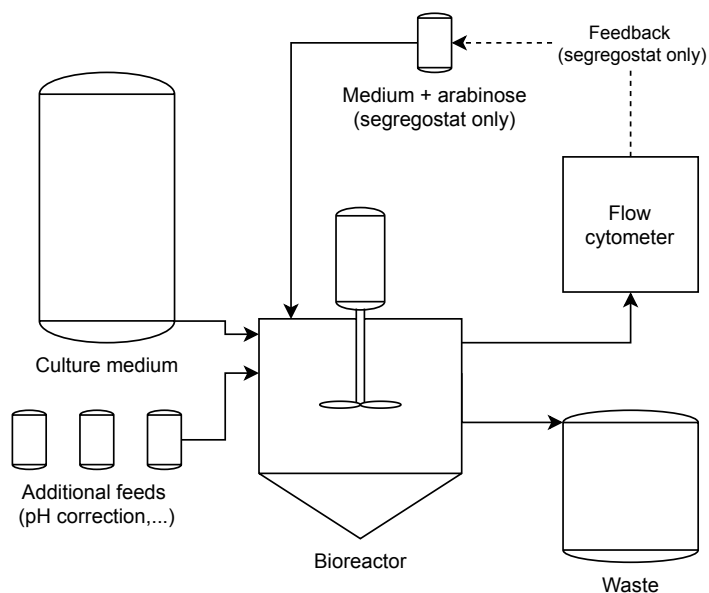 Feedback
(segregostat only)
Medium + arabinose
(segregostat only)
Flow
cytometer
Culture medium
Additional feeds
(pH correction,...)
Bioreactor
Waste